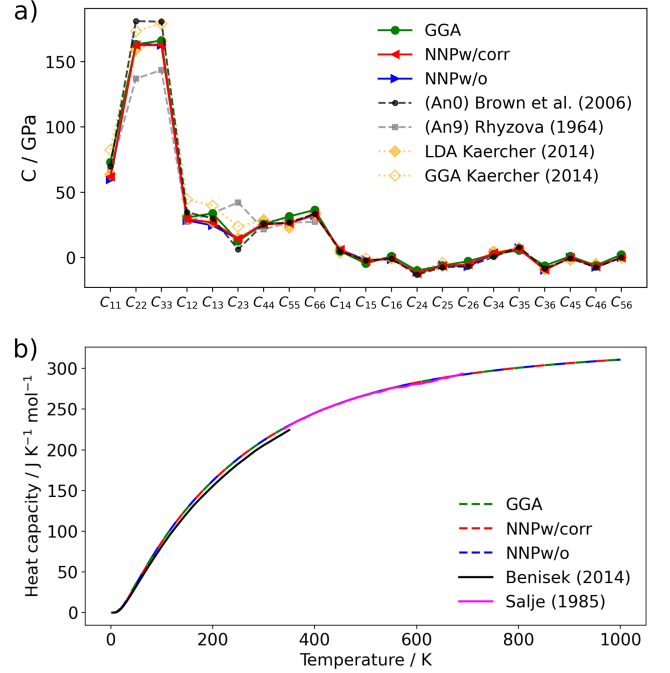 a)
C / GPa
150
100
50
0
GGA
NNPw/corr
NNPw/o
(An0) Brown et al. (2006)
(An9) Rhyzova (1964)
LDA Kaercher (2014)
GGA Kaercher (2014)
C11 C22 C33 C12 C13 C23 C44 C55 C66 C14 C15 C16 C24 C25 C26 C34 C35 C36 C45 C46 C56
b)
Heat capacity / J K−1 mol−1
300
250
200
150
100
50
0
GGA
NNPw/corr
NNPw/o
Benisek (2014)
Salje (1985)
0 200 400 600 800 1000
Temperature / K